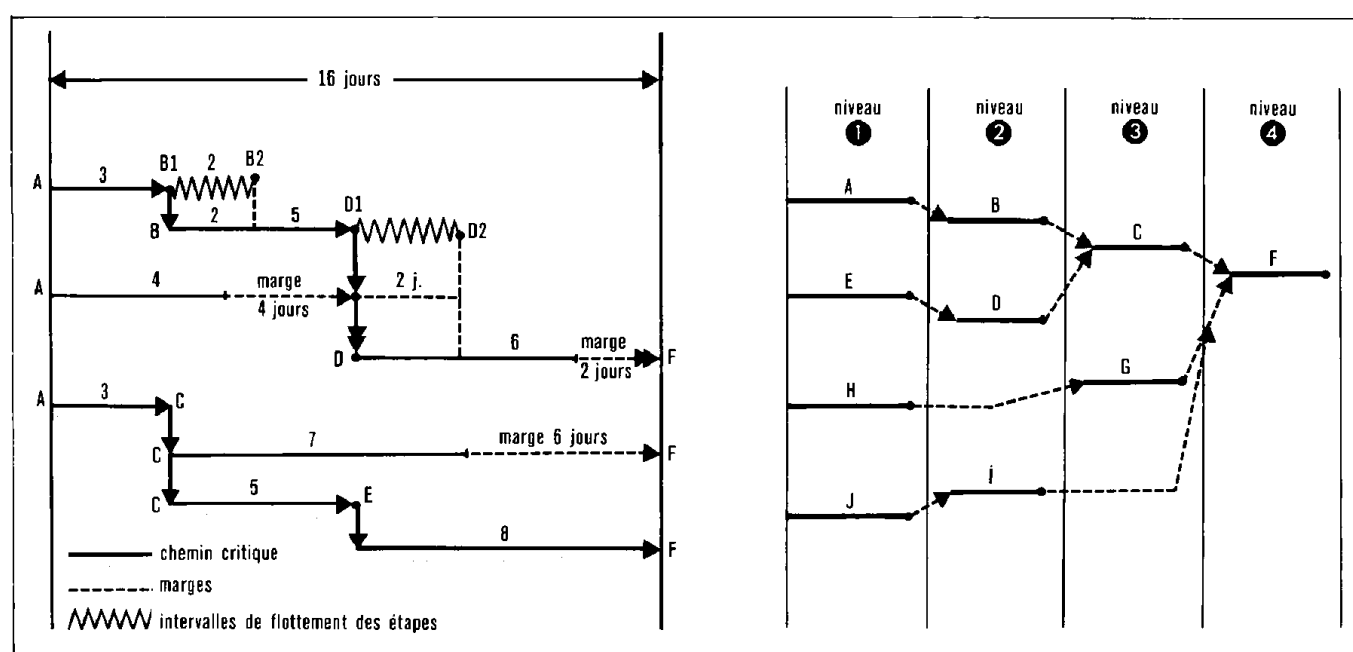 16 jours
B1 2 B2
A 3
B 2 5 D1
D2
A 4 marge 2 j.
4 jours
D 6 marge F
2 jours
A 3 C
C 7 marge 6 jours F
C 5 E
8 F
chemin critique
marges
intervalles de flottement des étapes
niveau niveau niveau niveau
1 2 3 4
A
B
C
F
E
D
G
H
i
J